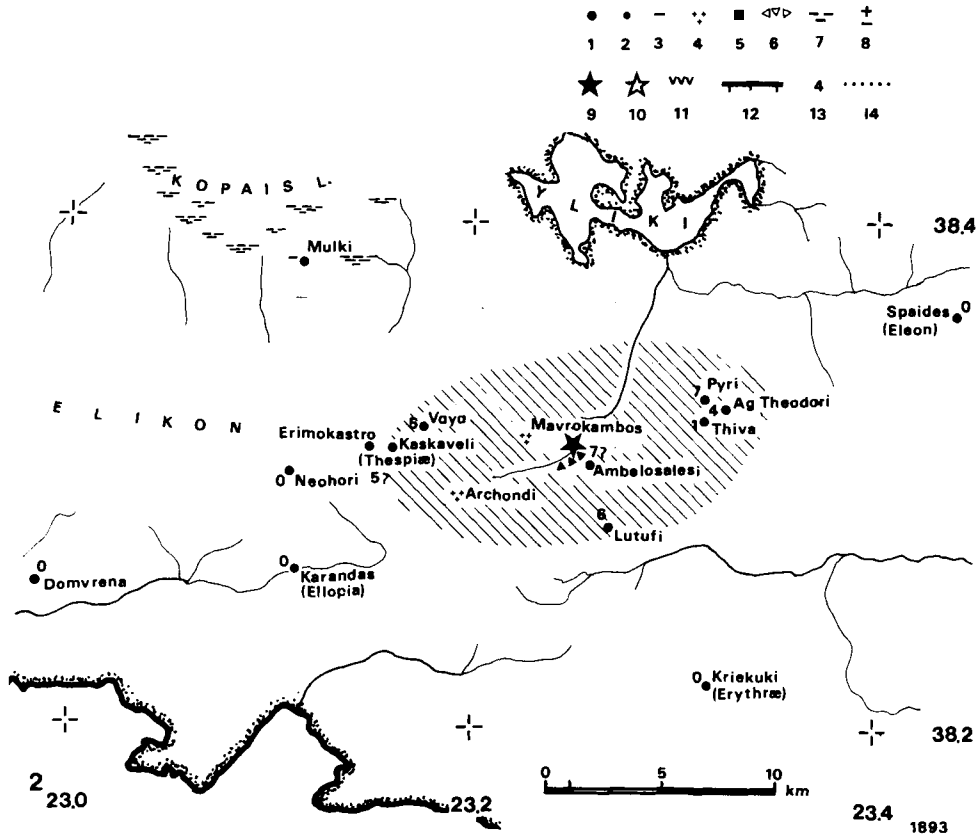 1 2 3 4 5 6 7 8
4
9 10 11 12 13 14
KOPAIS L.
YLIKI
38.4
Mulki
Spaides 0
(Eleon)
ELIKON
7 Pyri
4 Ag Theodori
1 Thiva
6 Vaya
Mavrokambos
Erimokastro
Kaskaveli
(Thespiæ)
5?
7?
Ambelosalesi
0 Neohori
Archondi
6
Lutufi
0
Domvrena
0
Karandas
(Ellopia)
0 Kriekuki
(Erythræ)
38.2
0 5 10
km
2
23.0
23.2
23.4
1893